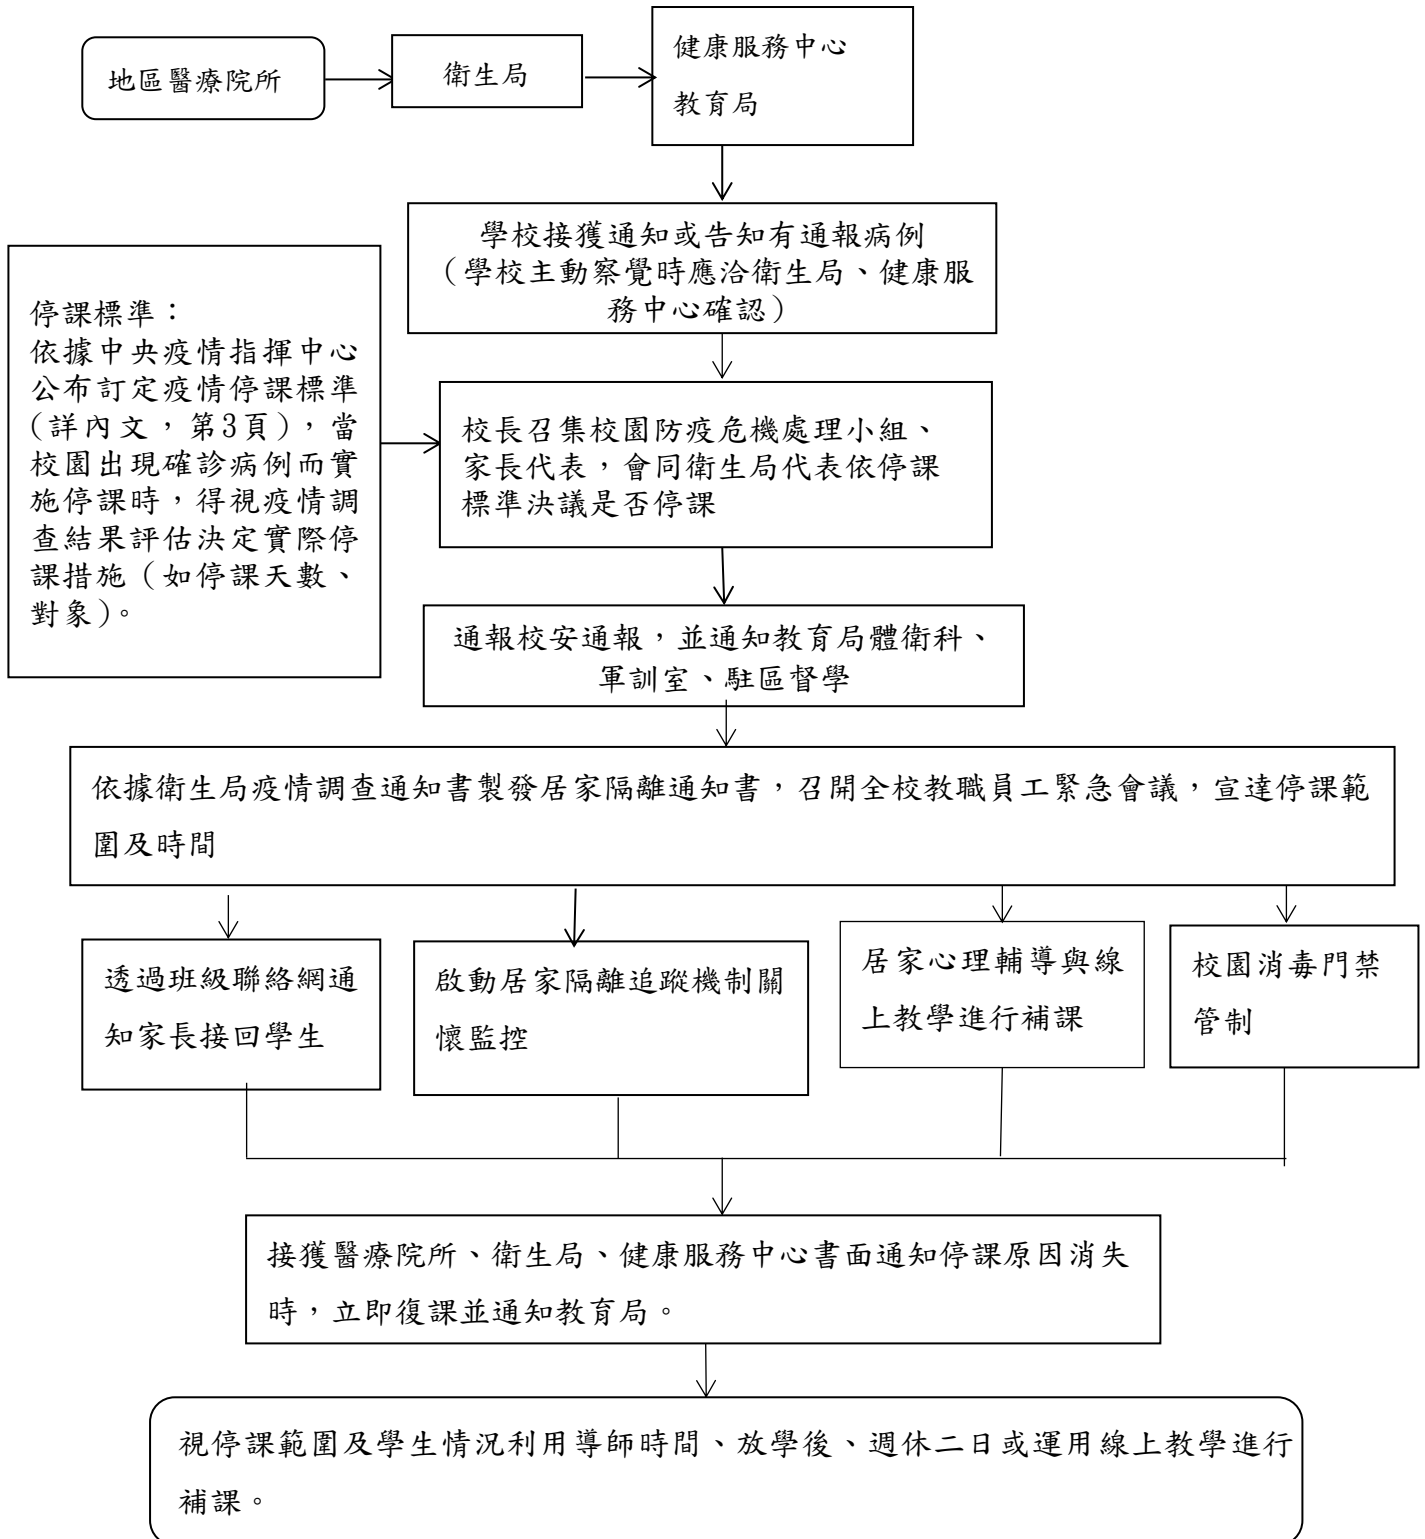 地區醫療院所
衛生局
健康服務中心
教育局
學校接獲通知或告知有通報病例
（學校主動察覺時應洽衛生局、健康服
務中心確認）
停課標準：
依據中央疫情指揮中心
公布訂定疫情停課標準
(詳內文，第3頁)，當
校園出現確診病例而實
施停課時，得視疫情調
查結果評估決定實際停
課措施（如停課天數、
對象）。
校長召集校園防疫危機處理小組、
家長代表，會同衛生局代表依停課
標準決議是否停課
通報校安通報，並通知教育局體衛科、
軍訓室、駐區督學
依據衛生局疫情調查通知書製發居家隔離通知書，召開全校教職員工緊急會議，宣達停課範
圍及時間
透過班級聯絡網通
知家長接回學生
啟動居家隔離追蹤機制關
懷監控
居家心理輔導與線
上教學進行補課
校園消毒門禁
管制
接獲醫療院所、衛生局、健康服務中心書面通知停課原因消失
時，立即復課並通知教育局。
視停課範圍及學生情況利用導師時間、放學後、週休二日或運用線上教學進行
補課。